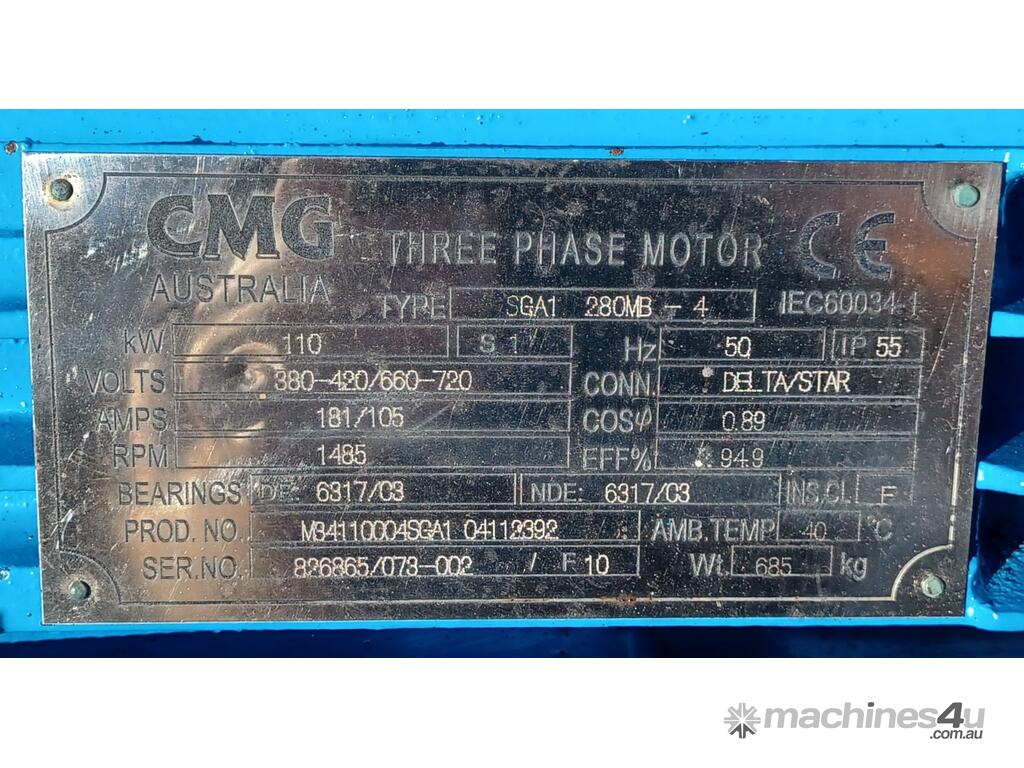 CMG
AUSTRALIA
THREE PHASE MOTOR
CE
TYPE SGA1 280MB - 4 IEC60034-1
kW 110 S 1 Hz 50 IP 55
VOLTS 380-420/660-720 CONN. DELTA/STAR
AMPS 181/105 COSφ 0.89
RPM 1485 EFF% 94.9
BEARINGS DE: 6317/C3 NDE: 6317/C3 INS.CL. F
PROD. NO. M34110004SGA1 04112392 AMB.TEMP 40 °C
SER.NO. 826865/073-002 / F 10 Wt. 685 kg
machines4u
.com.au